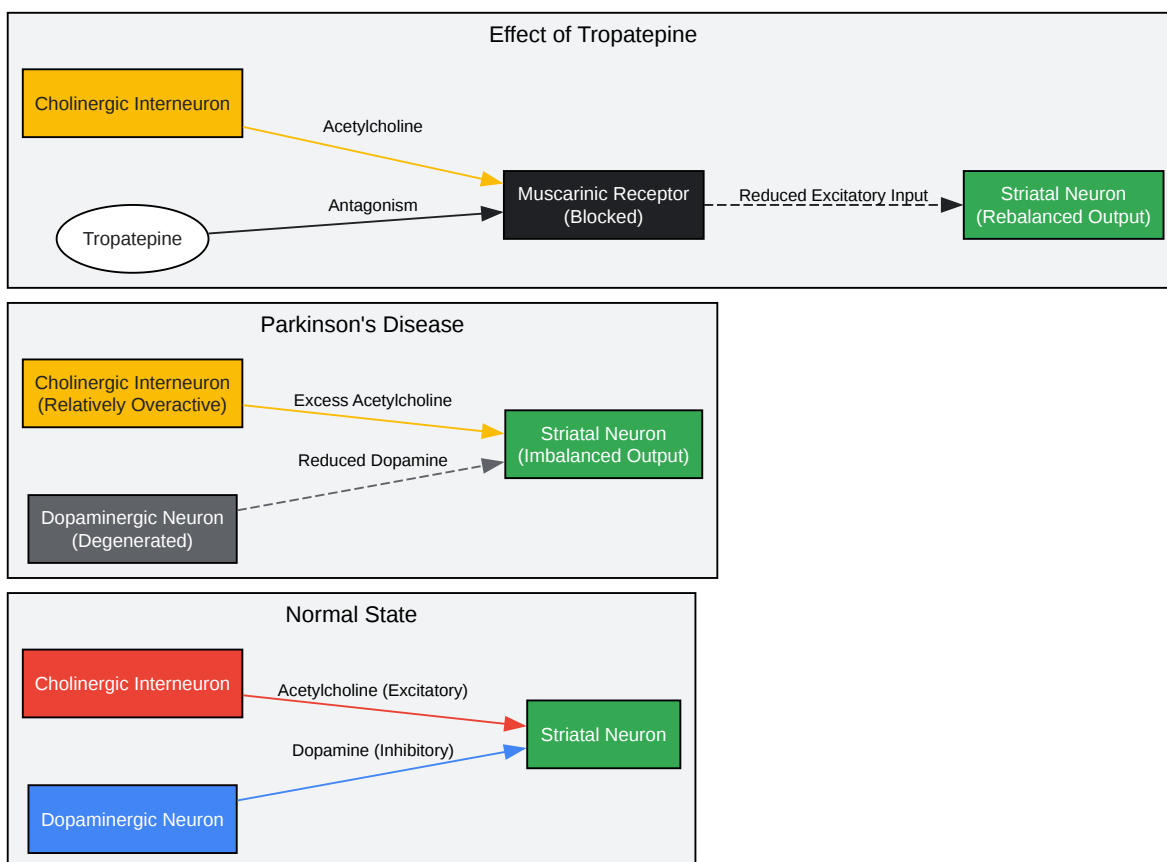 Effect of Tropatepine
Cholinergic Interneuron
Acetylcholine
Tropatepine
Antagonism
Muscarinic Receptor
(Blocked)
Reduced Excitatory Input
Striatal Neuron
(Rebalanced Output)
Parkinson's Disease
Cholinergic Interneuron
(Relatively Overactive)
Excess Acetylcholine
Reduced Dopamine
Dopaminergic Neuron
(Degenerated)
Striatal Neuron
(Imbalanced Output)
Normal State
Cholinergic Interneuron
Acetylcholine (Excitatory)
Dopamine (Inhibitory)
Dopaminergic Neuron
Striatal Neuron